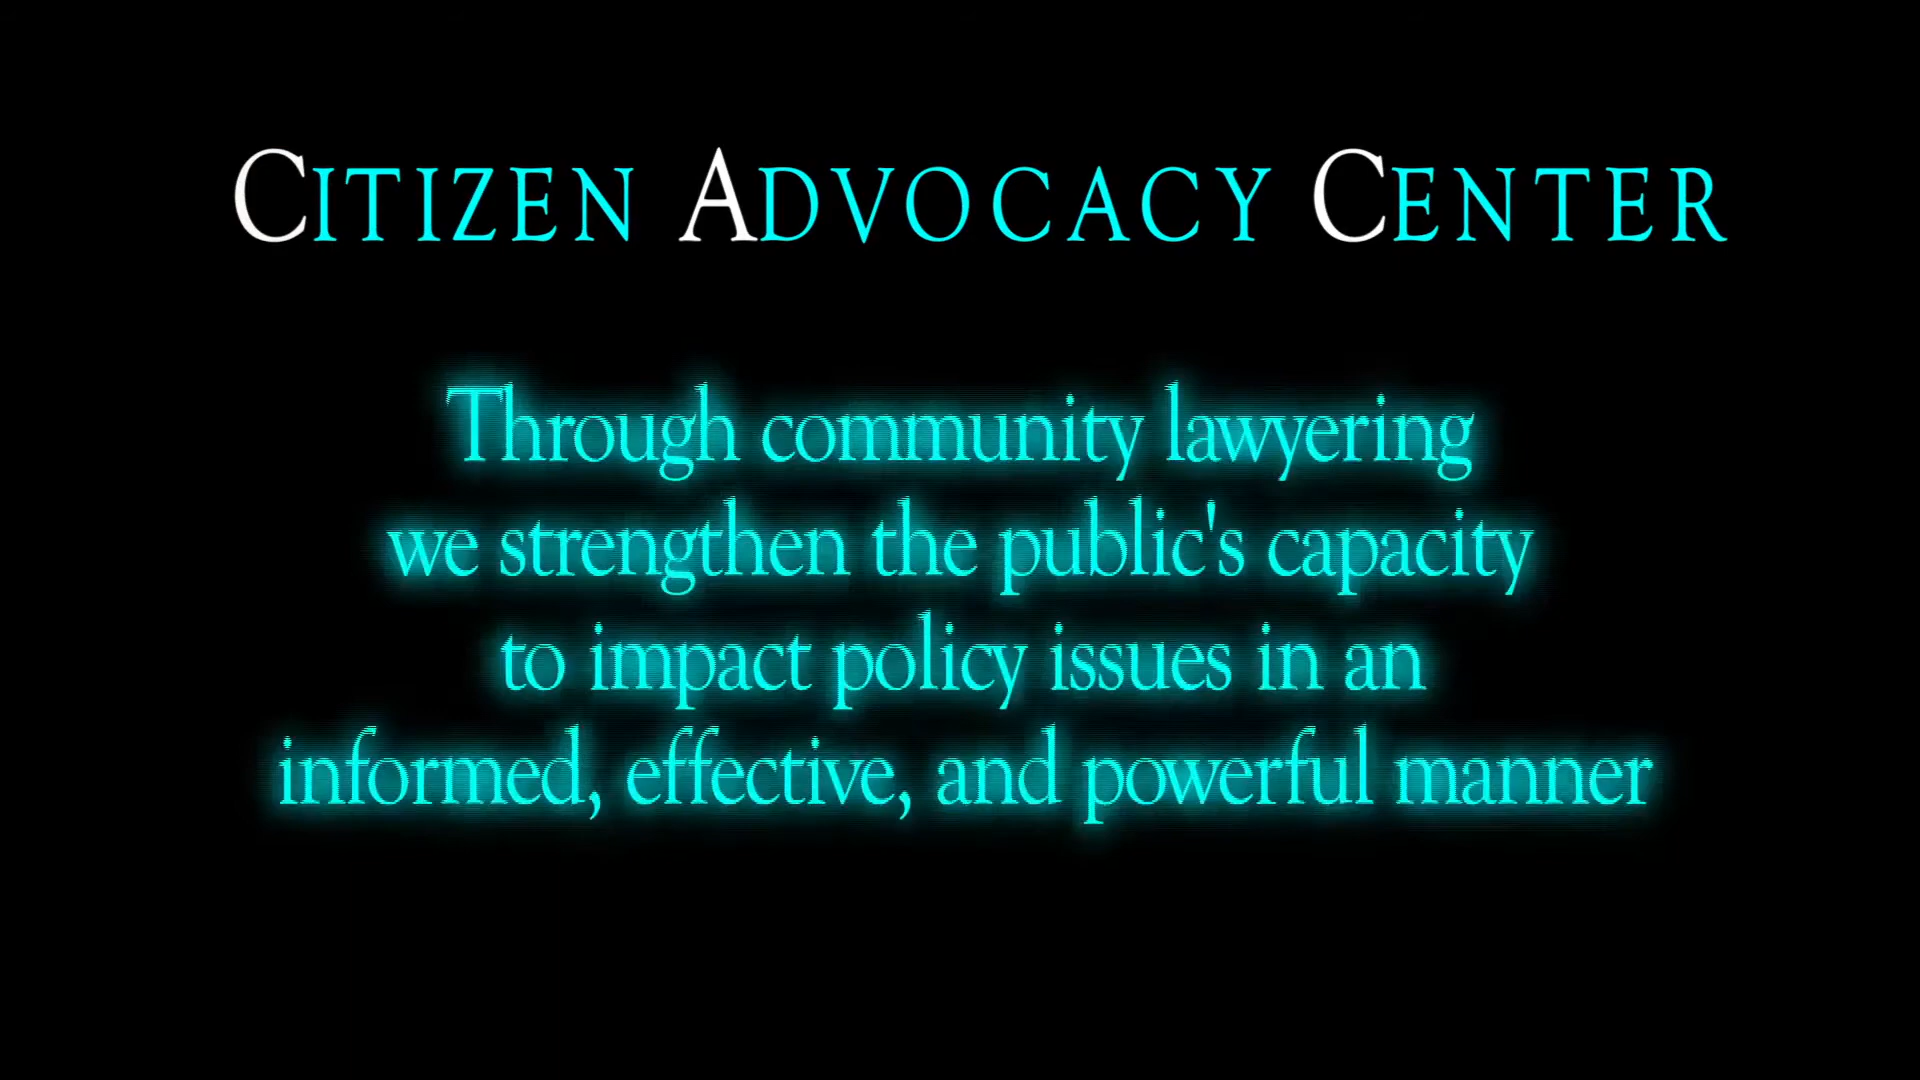 CITIZEN ADVOCACY CENTER
Through community lawyering
we strengthen the public's capacity
to impact policy issues in an
informed, effective, and powerful manner